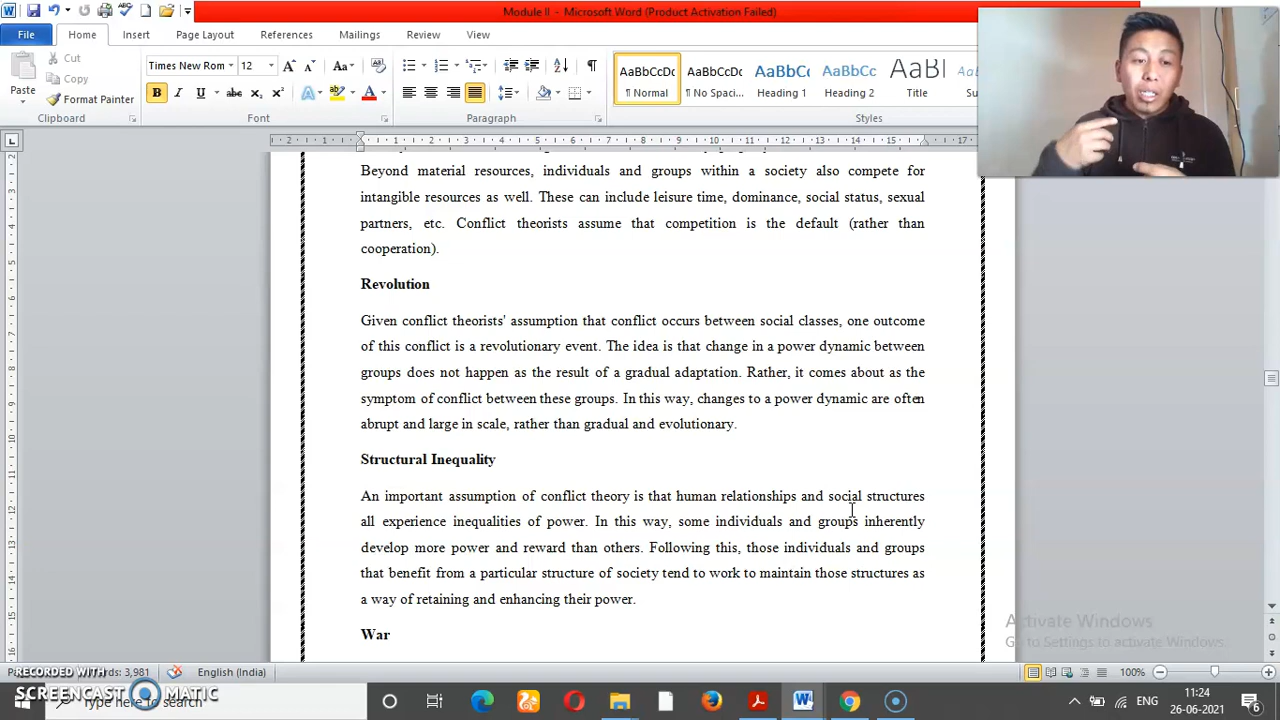 Module II - Microsoft Word (Product Activation Failed)
File Home Insert Page Layout References Mailings Review View
Cut
Copy
Format Painter
Paste
Times New Rom 12
AaBbCcDc AaBbCcDc AaBbCc AaBbCc AaBl
¶ Normal ¶ No Spaci... Heading 1 Heading 2 Title
Clipboard Font Paragraph Styles
Beyond material resources, individuals and groups within a society also compete for
intangible resources as well. These can include leisure time, dominance, social status, sexual
partners, etc. Conflict theorists assume that competition is the default (rather than
cooperation).
Revolution
Given conflict theorists' assumption that conflict occurs between social classes, one outcome
of this conflict is a revolutionary event. The idea is that change in a power dynamic between
groups does not happen as the result of a gradual adaptation. Rather, it comes about as the
symptom of conflict between these groups. In this way, changes to a power dynamic are often
abrupt and large in scale, rather than gradual and evolutionary.
Structural Inequality
An important assumption of conflict theory is that human relationships and social structures
all experience inequalities of power. In this way, some individuals and groups inherently
develop more power and reward than others. Following this, those individuals and groups
that benefit from a particular structure of society tend to work to maintain those structures as
a way of retaining and enhancing their power.
War
Activate Windows
Go to Settings to activate Windows.
RECORDED WITH
SCREENCAST MATIC
3,981 English (India) 100%
Type here to search
ENG 11:24
26-06-2021 6